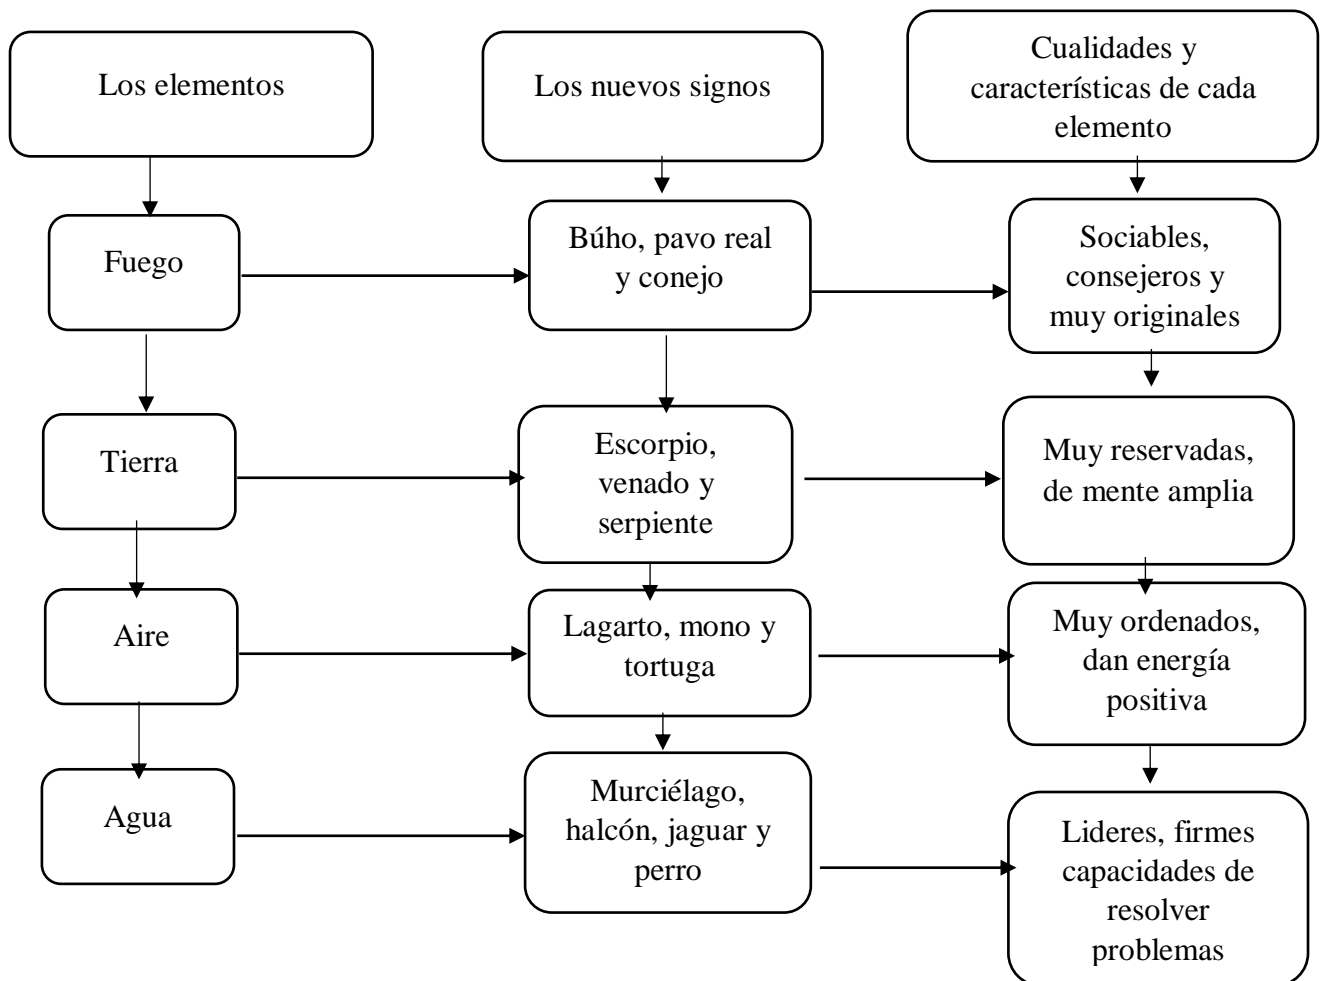 Los elementos
Los nuevos signos
Cualidades y
características de cada
elemento
Fuego
Búho, pavo real
y conejo
Sociables,
consejeros y
muy originales
Tierra
Escorpio,
venado y
serpiente
Muy reservadas,
de mente amplia
Aire
Lagarto, mono y
tortuga
Muy ordenados,
dan energía
positiva
Agua
Murciélago,
halcón, jaguar y
perro
Lideres, firmes
capacidades de
resolver
problemas